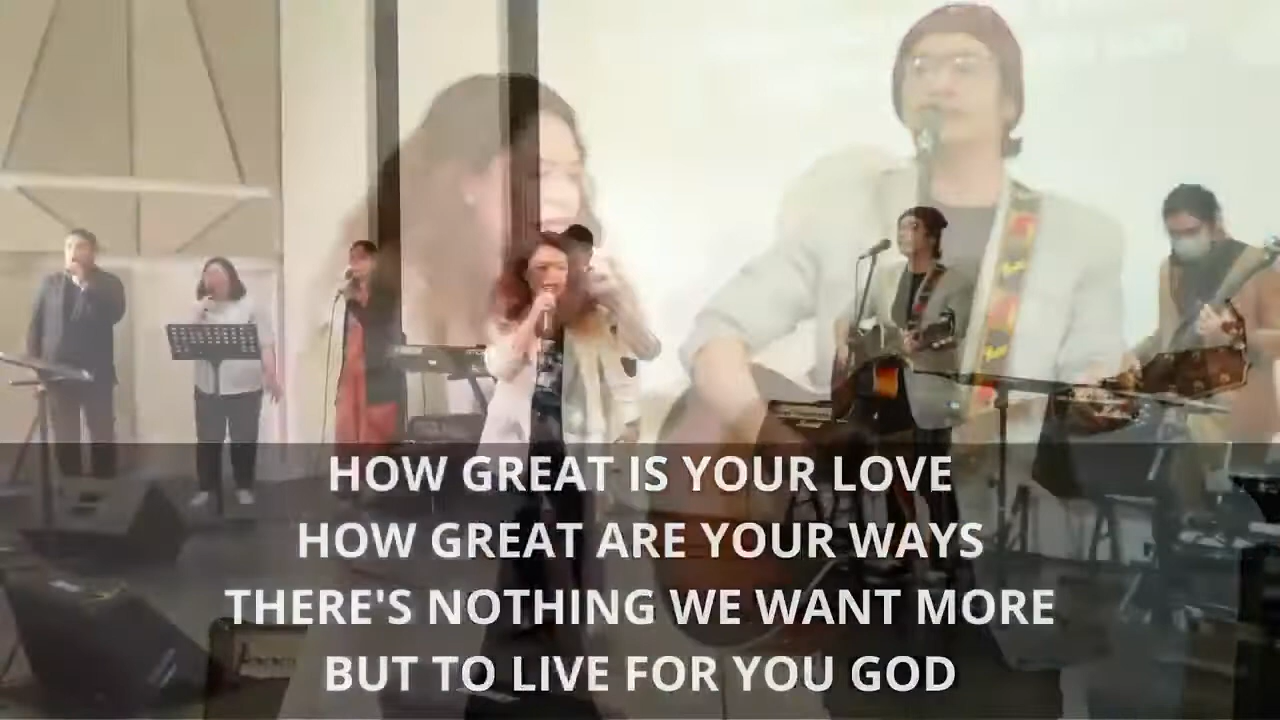 HOW GREAT IS YOUR LOVE
HOW GREAT ARE YOUR WAYS
THERE'S NOTHING WE WANT MORE
BUT TO LIVE FOR YOU GOD